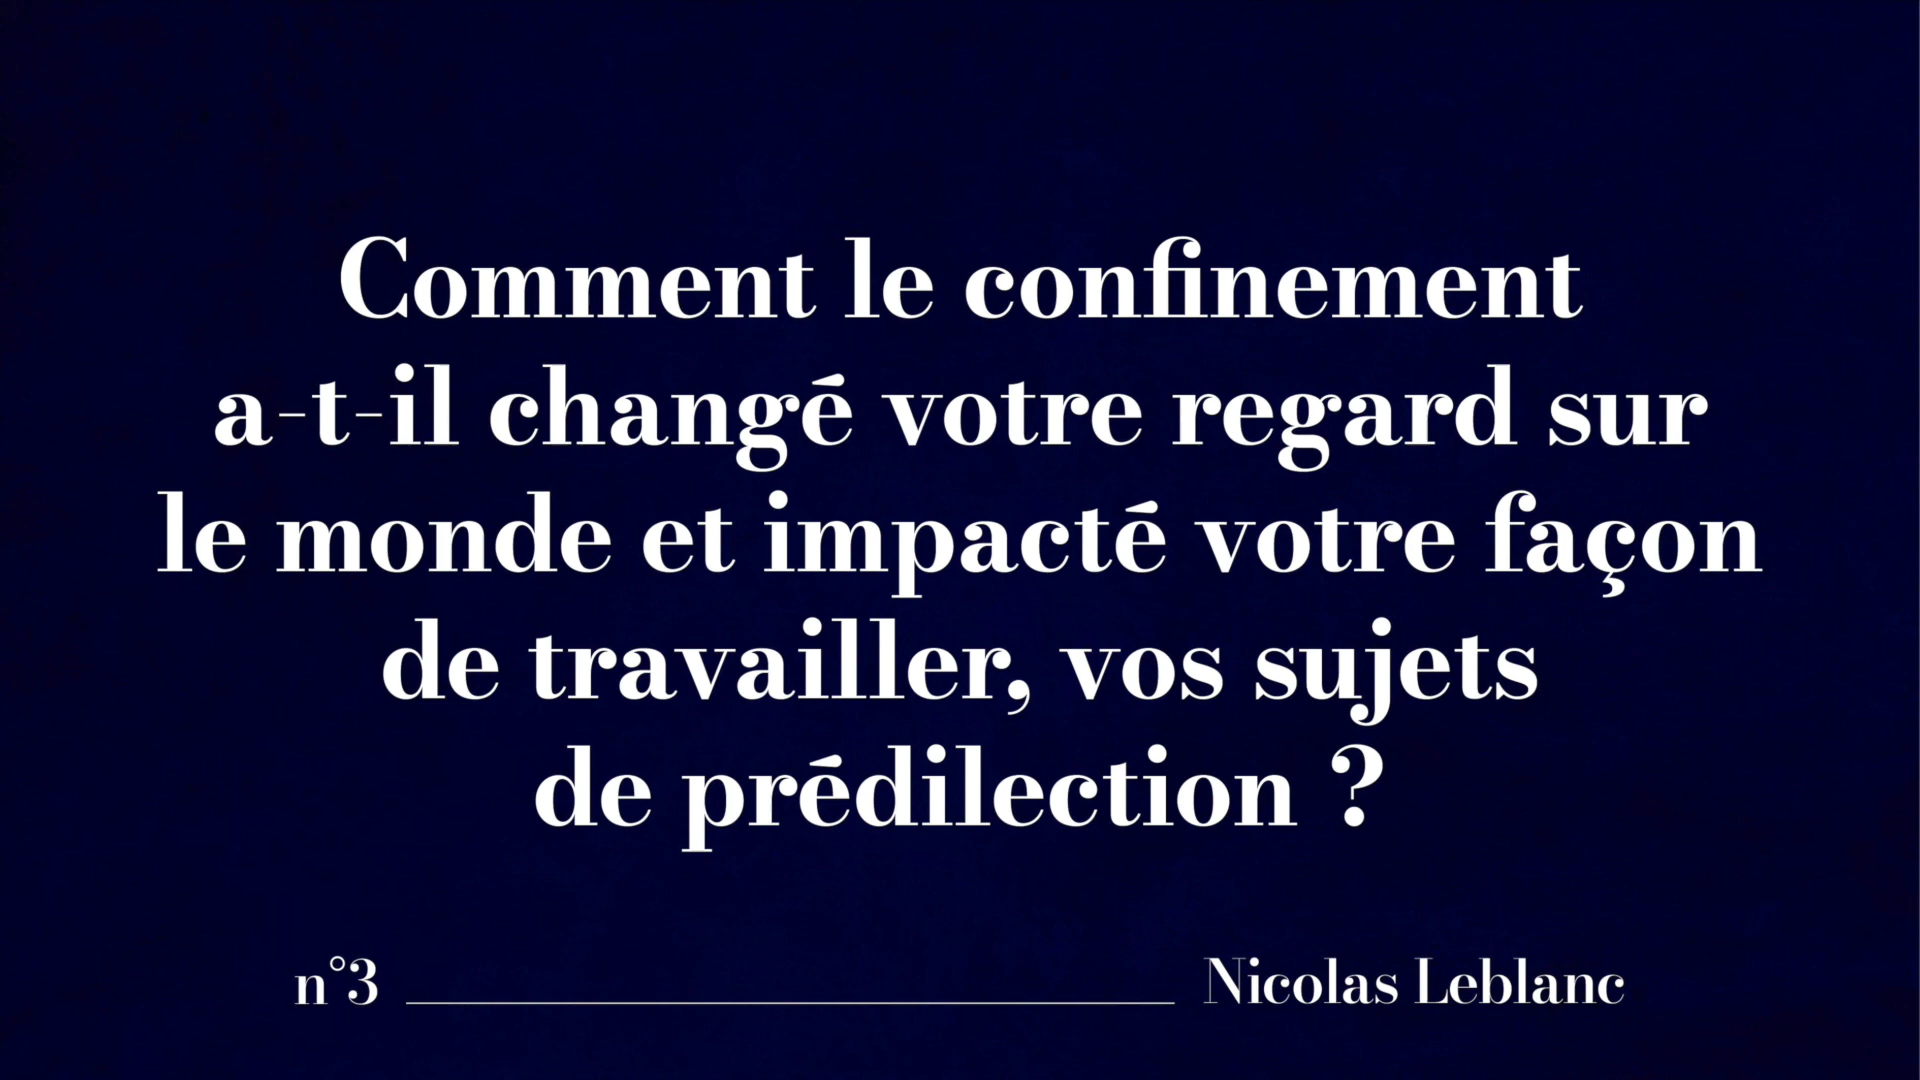 Comment le confinement
a-t-il changé votre regard sur
le monde et impacté votre façon
de travailler, vos sujets
de prédilection ?
n°3 Nicolas Leblanc